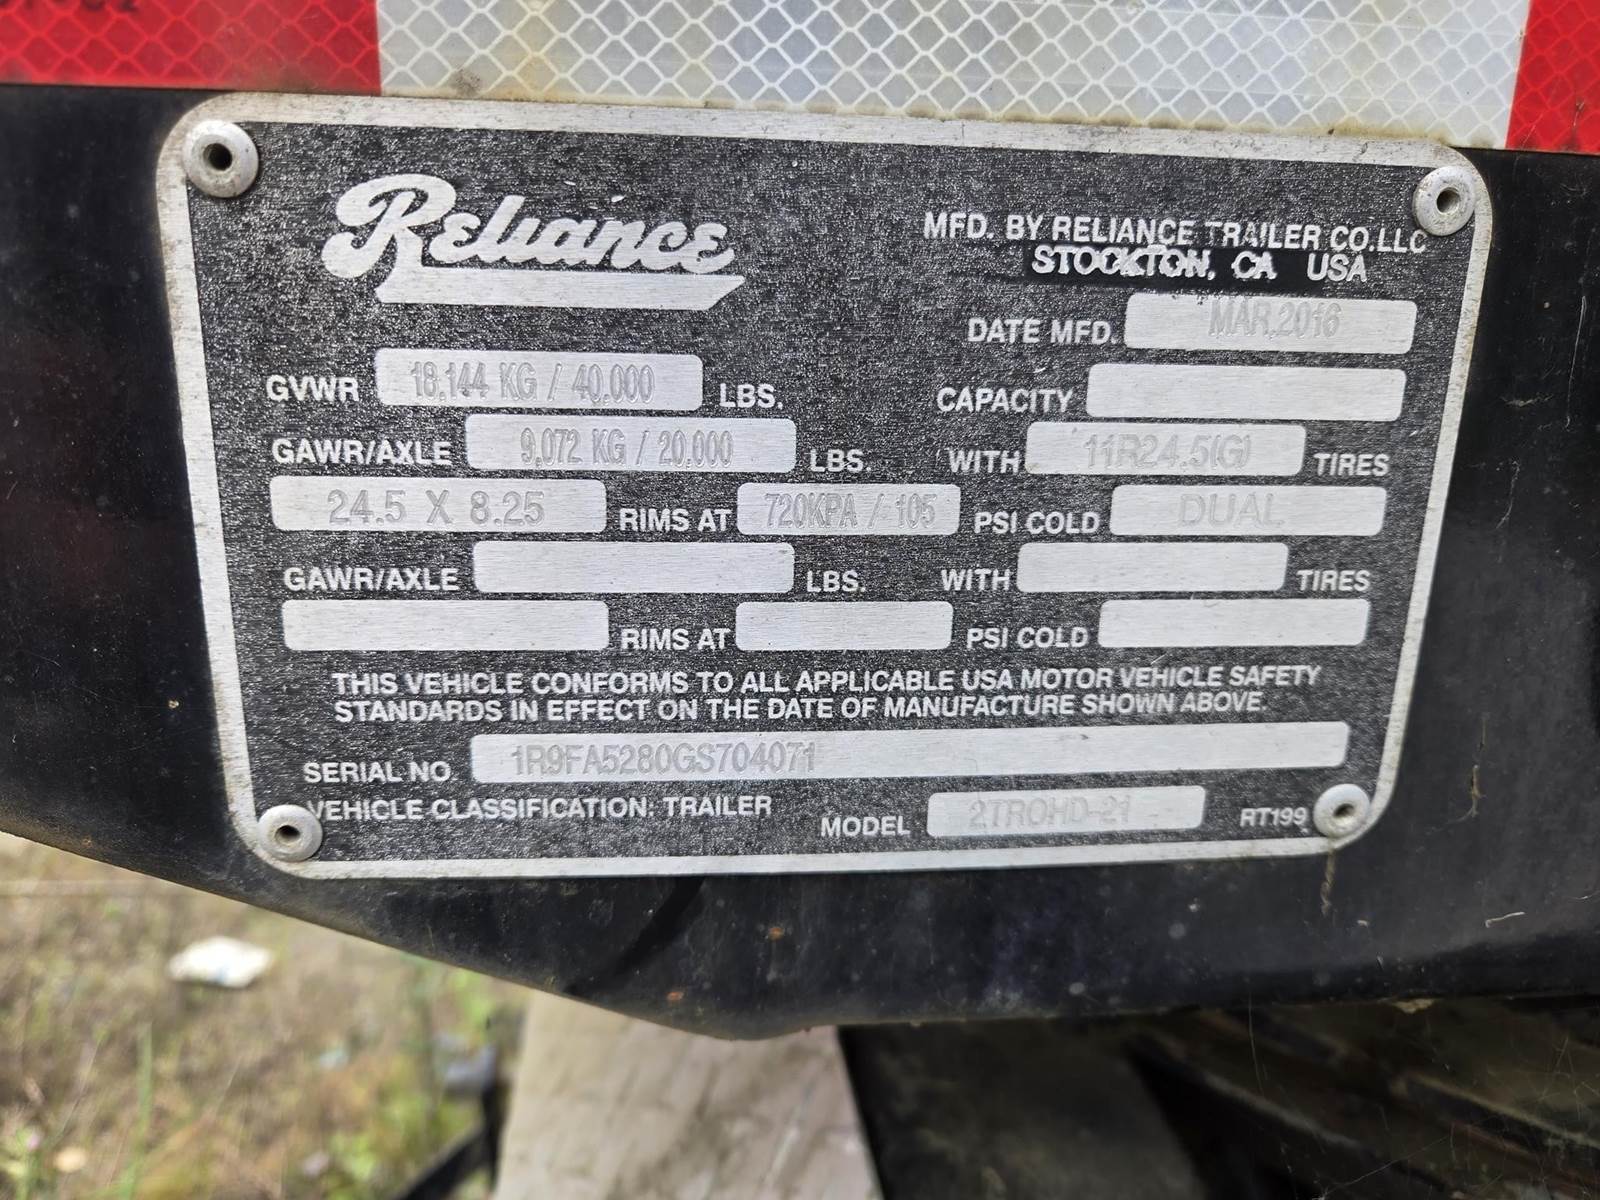 Reliance
MFD. BY RELIANCE TRAILER CO.LLC
STOCKTON, CA USA
DATE MFD. MAR.2016
GVWR 18,144 KG / 40,000 LBS. CAPACITY
GAWR/AXLE 9,072 KG / 20,000 LBS. WITH 11R24.5(G) TIRES
24.5 X 8.25 RIMS AT 720KPA / 105 PSI COLD DUAL
GAWR/AXLE LBS. WITH TIRES
RIMS AT PSI COLD
THIS VEHICLE CONFORMS TO ALL APPLICABLE USA MOTOR VEHICLE SAFETY
STANDARDS IN EFFECT ON THE DATE OF MANUFACTURE SHOWN ABOVE.
SERIAL NO 1R9FA5280GS704071
VEHICLE CLASSIFICATION: TRAILER MODEL 2TROHD-21 RT199